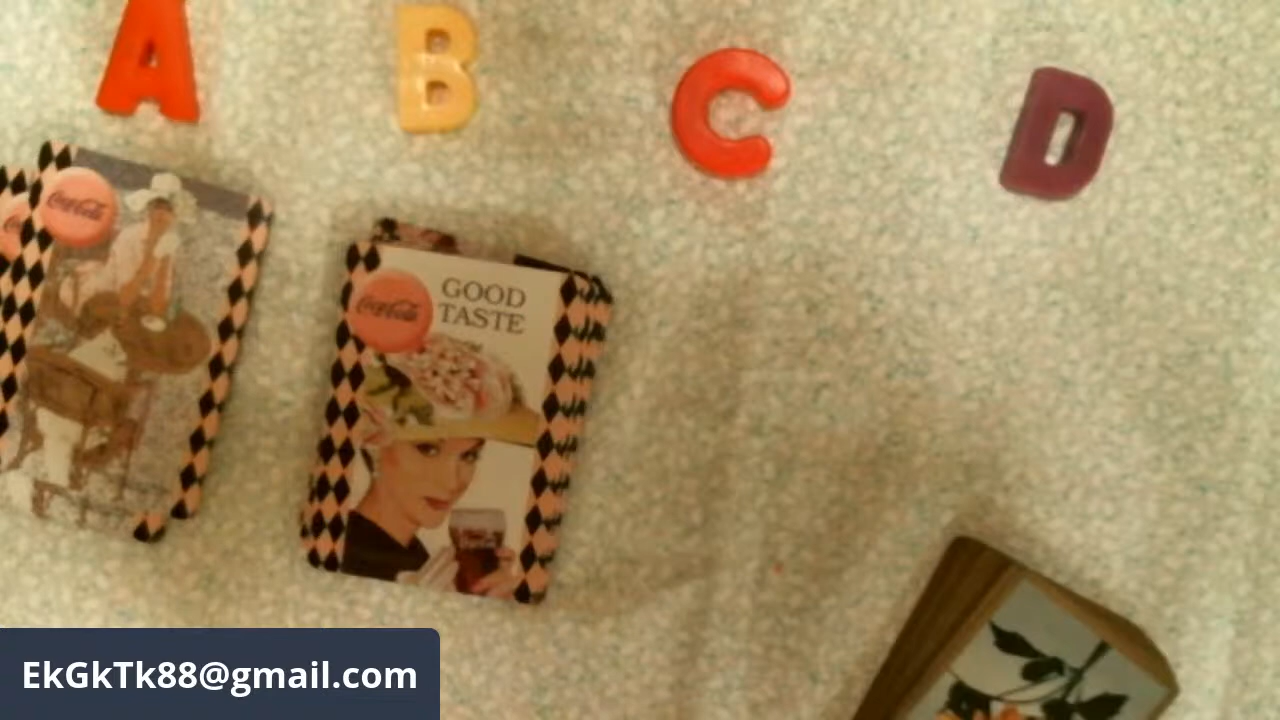 A B C D
Coca-Cola
Coca-Cola
GOOD
TASTE
EkGkTk88@gmail.com